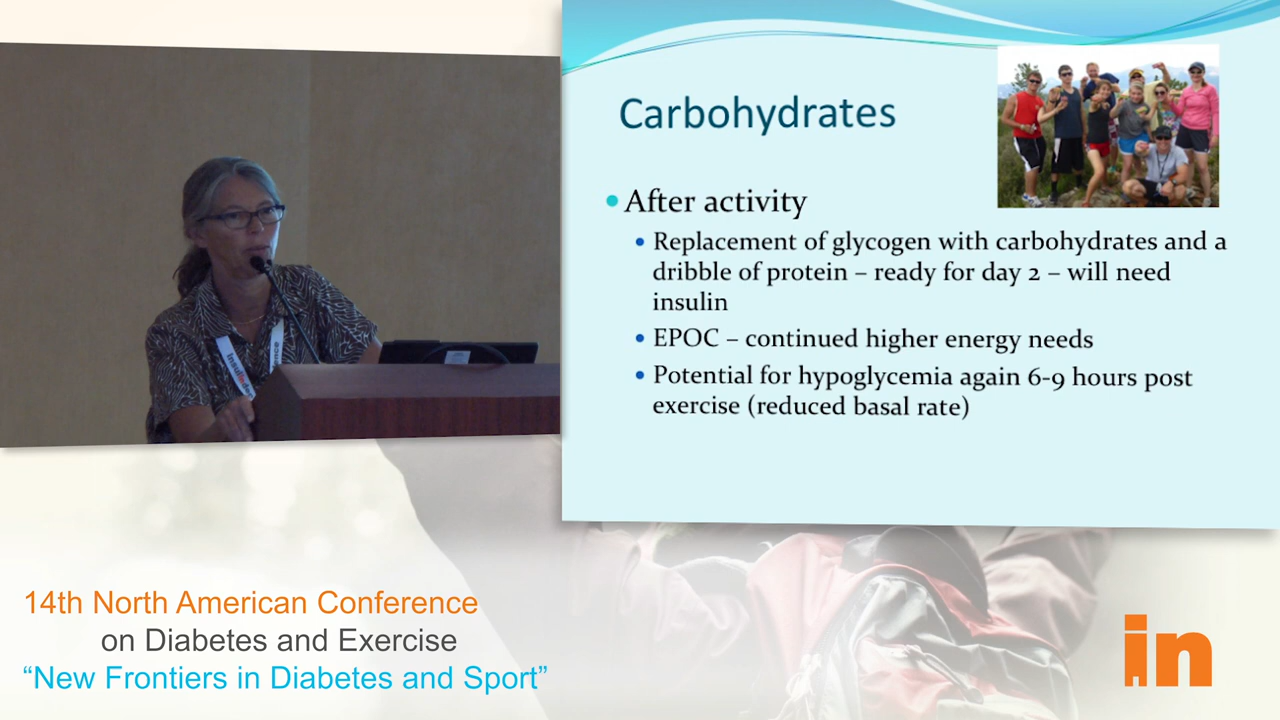 Carbohydrates
After activity
Replacement of glycogen with carbohydrates and a
dribble of protein – ready for day 2 – will need
insulin
EPOC – continued higher energy needs
Potential for hypoglycemia again 6-9 hours post
exercise (reduced basal rate)
14th North American Conference
on Diabetes and Exercise
“New Frontiers in Diabetes and Sport”
in